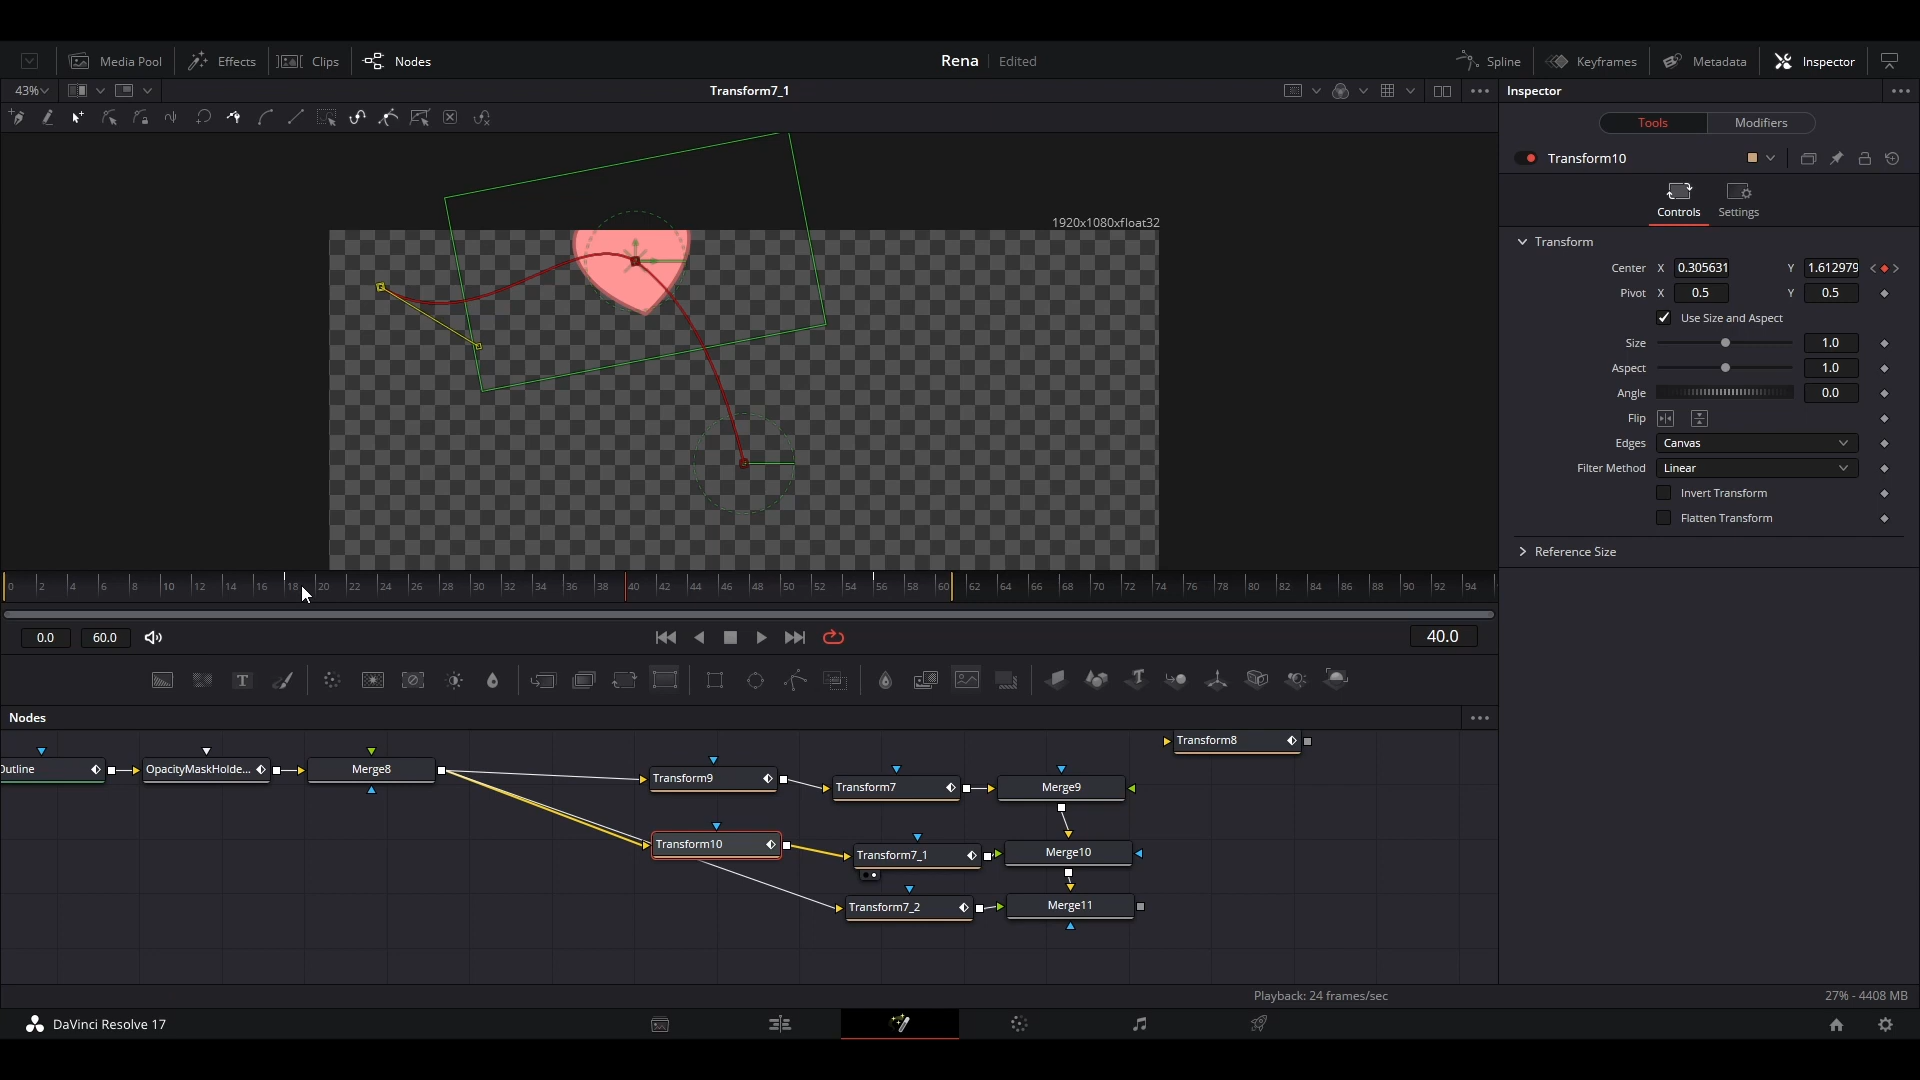 Media Pool
Effects
Clips
Nodes
Rena
Edited
Spline
Keyframes
Metadata
Inspector
43%
Transform7_1
Inspector
Tools
Modifiers
Transform10
Controls
Settings
1920x1080xfloat32
Transform
Center X 0.305631 Y 1.612979
Pivot X 0.5 Y 0.5
Use Size and Aspect
Size 1.0
Aspect 1.0
Angle 0.0
Flip
Edges Canvas
Filter Method Linear
Invert Transform
Flatten Transform
Reference Size
0 2 4 6 8 10 12 14 16 18 20 22 24 26 28 30 32 34 36 38 40 42 44 46 48 50 52 54 56 58 60 62 64 66 68 70 72 74 76 78 80 82 84 86 88 90 92 94
0.0 60.0 40.0
T
Nodes
Outline
OpacityMaskHolde...
Merge8
Transform9
Transform7
Merge9
Transform8
Transform10
Transform7_1
Merge10
Transform7_2
Merge11
Playback: 24 frames/sec
27% - 4408 MB
DaVinci Resolve 17